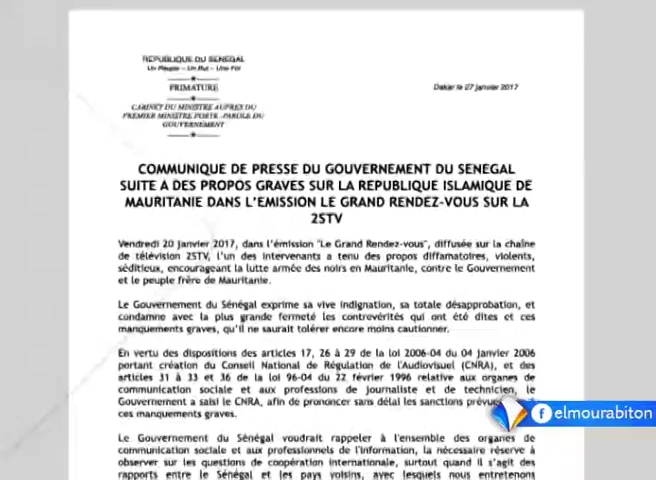 REPUBLIQUE DU SENEGAL
Un Peuple – Un But – Une Foi
PRIMATURE
CABINET DU MINISTRE AUPRES DU
PREMIER MINISTRE PORTE -PAROLE DU
GOUVERNEMENT
Dakar le 27 janvier 2017
COMMUNIQUE DE PRESSE DU GOUVERNEMENT DU SENEGAL
SUITE A DES PROPOS GRAVES SUR LA REPUBLIQUE ISLAMIQUE DE
MAURITANIE DANS L'EMISSION LE GRAND RENDEZ-VOUS SUR LA
2STV
Vendredi 20 janvier 2017, dans l'émission "Le Grand Rendez-vous", diffusée sur la chaîne
de télévision 2STV, l'un des intervenants a tenu des propos diffamatoires, violents,
séditieux, encourageant la lutte armée des noirs en Mauritanie, contre le Gouvernement
et le peuple frère de Mauritanie.
Le Gouvernement du Sénégal exprime sa vive indignation, sa totale désapprobation, et
condamne avec la plus grande fermeté les contrevérités qui ont été dites et ces
manquements graves, qu'il ne saurait tolérer encore moins cautionner.
En vertu des dispositions des articles 17, 26 à 29 de la loi 2006-04 du 04 janvier 2006
portant création du Conseil National de Régulation de l'Audiovisuel (CNRA), et des
articles 31 à 33 et 36 de la loi 96-04 du 22 février 1996 relative aux organes de
communication sociale et aux professions de journaliste et de technicien, le
Gouvernement a saisi le CNRA, afin de prononcer sans délai les sanctions
ces manquements graves.
elmourabiton
Le Gouvernement du Sénégal voudrait rappeler à l'ensemble des organes de
communication sociale et aux professionnels de l'information, la nécessaire réserve à
observer sur les questions de coopération internationale, surtout quand il s'agit des
rapports entre le Sénégal et les pays voisins, avec lesquels nous entretenons